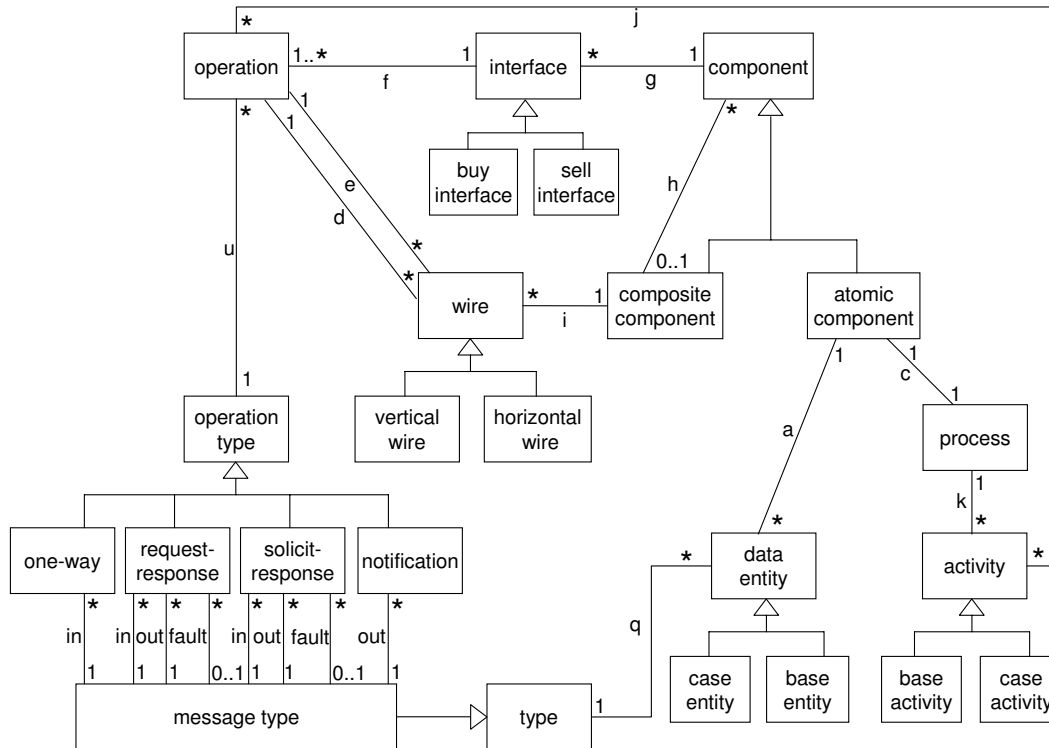 j
*
1..*
1
*
1
operation
interface
component
f
g
*
1
1
*
buy
interface
sell
interface
e
d
h
u
*
*
0..1
wire
*
1
i
composite
component
atomic
component
1
1
c
1
1
operation
type
vertical
wire
horizontal
wire
a
process
1
k
*
*
one-way
request-
response
solicit-
response
notification
*
data
entity
activity
*
*
*
*
*
*
*
*
*
in
in
out
fault
in
out
fault
out
q
1
1
1
0..1
1
1
0..1
1
case
entity
base
entity
base
activity
case
activity
message type
type
1